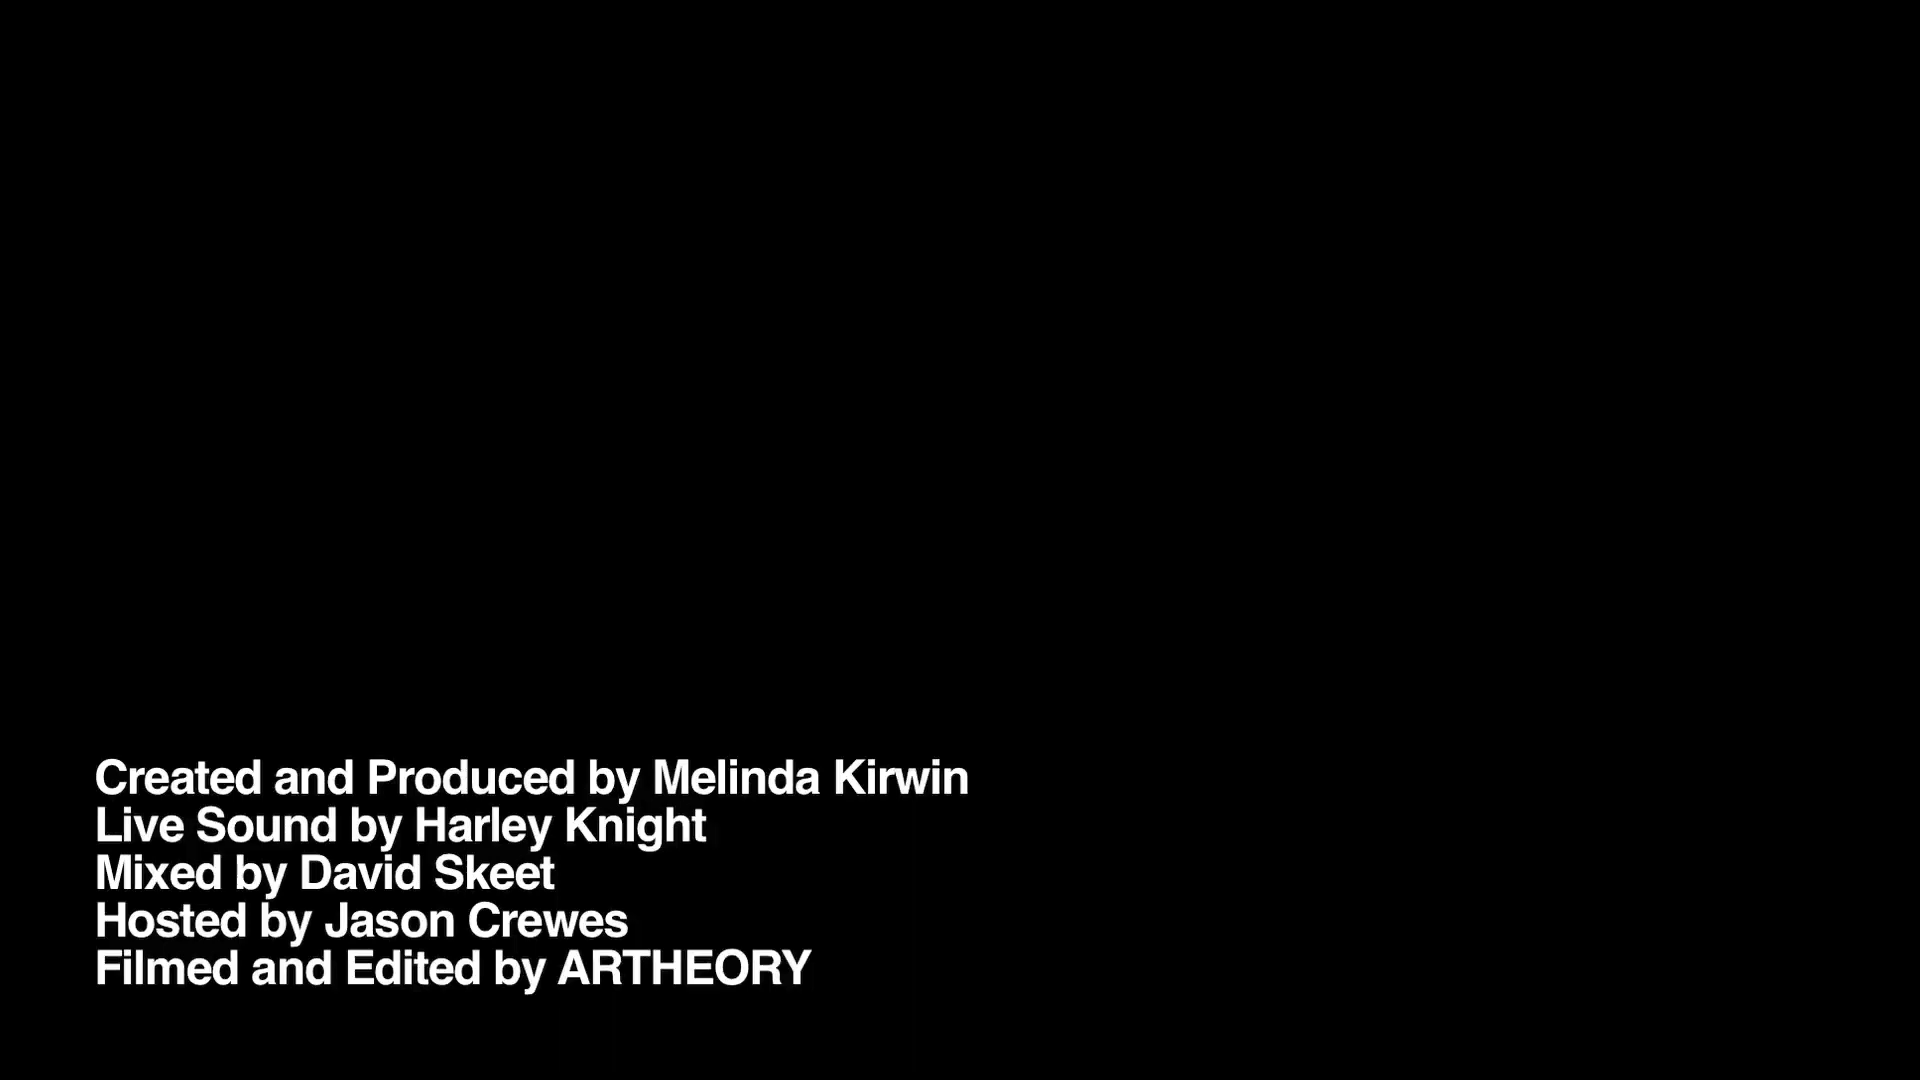 Created and Produced by Melinda Kirwin
Live Sound by Harley Knight
Mixed by David Skeet
Hosted by Jason Crewes
Filmed and Edited by ARTHEORY